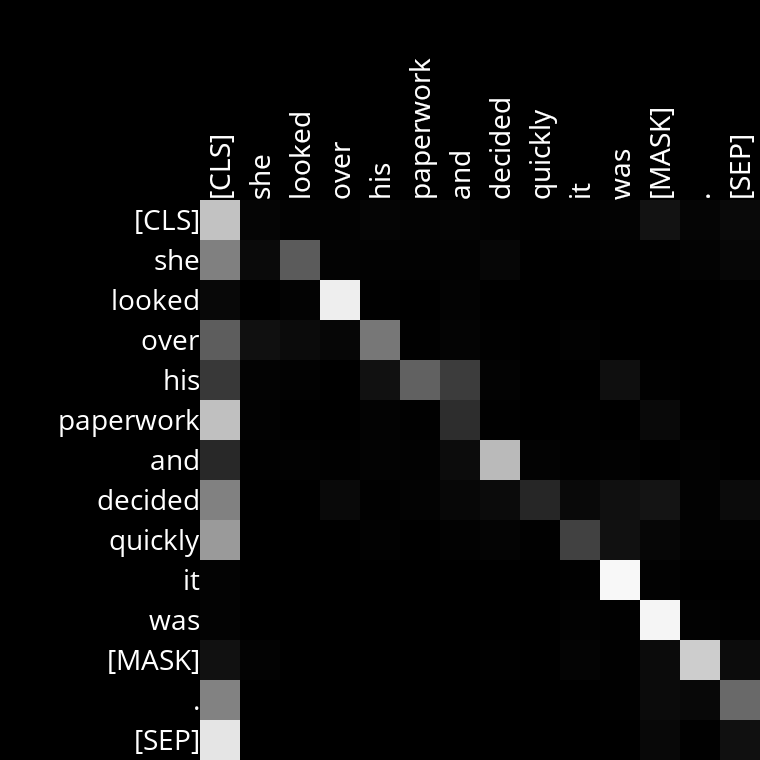 [CLS] she looked over his paperwork and decided quickly it was [MASK] . [SEP]
[CLS]
she
looked
over
his
paperwork
and
decided
quickly
it
was
[MASK]
.
[SEP]